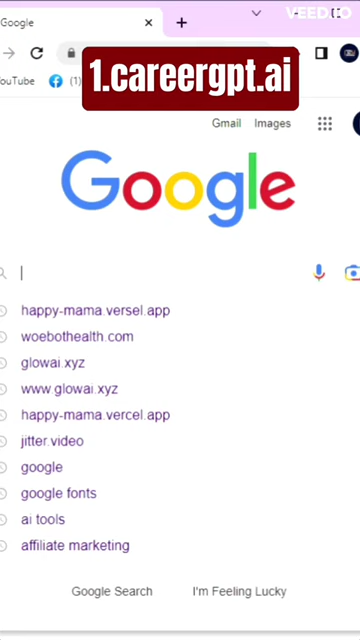 Google
VEED.IO
1.careergpt.ai
YouTube
(1)
Gmail Images
Google
happy-mama.versel.app
woebothealth.com
glowai.xyz
www.glowai.xyz
happy-mama.vercel.app
jitter.video
google
google fonts
ai tools
affiliate marketing
Google Search I'm Feeling Lucky